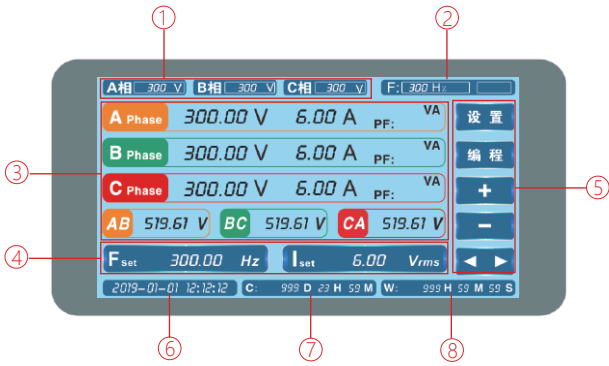 ① ②
A相 300 V B相 300 V C相 300 V F: 300 Hz
A Phase 300.00 V 6.00 A PF: VA 设置
B Phase 300.00 V 6.00 A PF: VA 编程
③ C Phase 300.00 V 6.00 A PF: VA + ⑤
AB 519.61 V BC 519.61 V CA 519.61 V −
④ F set 300.00 Hz I set 6.00 Vrms ◀ ▶
2019-01-01 12:12:12 C: 999 D 23 H 59 M W: 999 H 59 M 59 S
⑥ ⑦ ⑧